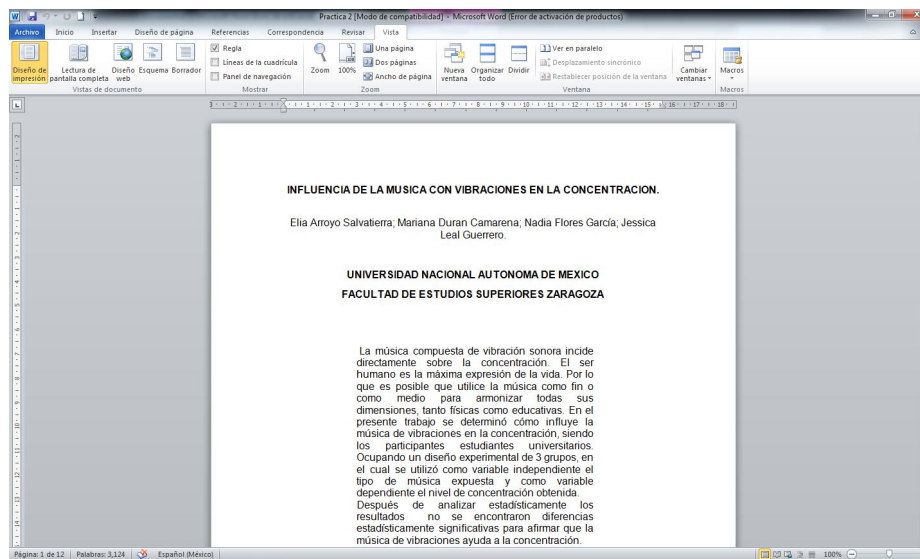 Practica 2 [Modo de compatibilidad] - Microsoft Word (Error de activación de productos)
Archivo Inicio Insertar Diseño de página Referencias Correspondencia Revisar Vista
Diseño de impresión
Lectura de pantalla completa
Diseño web
Esquema
Borrador
Vistas de documento
Regla
Líneas de la cuadrícula
Panel de navegación
Mostrar
Zoom
100%
Una página
Dos páginas
Ancho de página
Zoom
Nueva ventana
Organizar todo
Dividir
Ver en paralelo
Desplazamiento sincrónico
Restablecer posición de la ventana
Ventana
Cambiar ventanas
Macros
Macros
INFLUENCIA DE LA MUSICA CON VIBRACIONES EN LA CONCENTRACION.
Elia Arroyo Salvatierra; Mariana Duran Camarena; Nadia Flores García; Jessica
Leal Guerrero.
UNIVERSIDAD NACIONAL AUTONOMA DE MEXICO
FACULTAD DE ESTUDIOS SUPERIORES ZARAGOZA
La música compuesta de vibración sonora incide
directamente sobre la concentración. El ser
humano es la máxima expresión de la vida. Por lo
que es posible que utilice la música como fin o
como medio para armonizar todas sus
dimensiones, tanto físicas como educativas. En el
presente trabajo se determinó cómo influye la
música de vibraciones en la concentración, siendo
los participantes estudiantes universitarios.
Ocupando un diseño experimental de 3 grupos, en
el cual se utilizó como variable independiente el
tipo de música expuesta y como variable
dependiente el nivel de concentración obtenida.
Después de analizar estadísticamente los
resultados no se encontraron diferencias
estadísticamente significativas para afirmar que la
música de vibraciones ayuda a la concentración.
Página: 1 de 12 Palabras: 3,124 Español (México) 100%